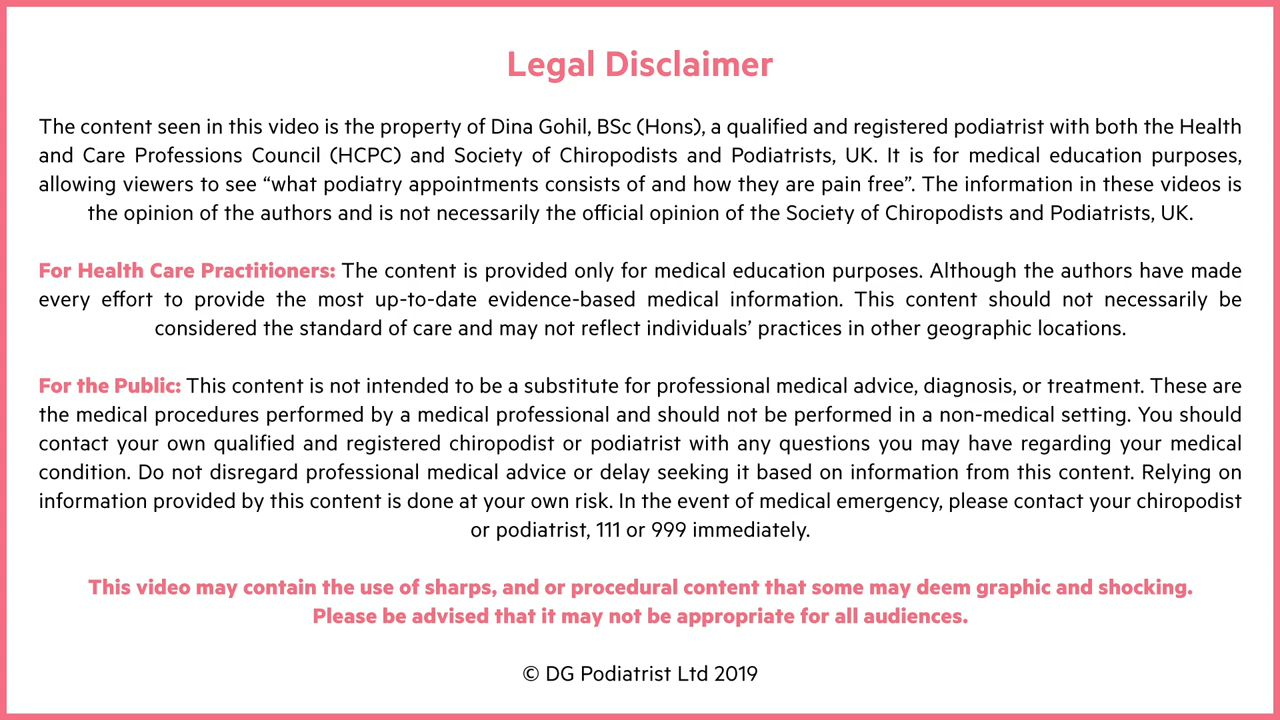 Legal Disclaimer
The content seen in this video is the property of Dina Gohil, BSc (Hons), a qualified and registered podiatrist with both the Health
and Care Professions Council (HCPC) and Society of Chiropodists and Podiatrists, UK. It is for medical education purposes,
allowing viewers to see “what podiatry appointments consists of and how they are pain free”. The information in these videos is
the opinion of the authors and is not necessarily the official opinion of the Society of Chiropodists and Podiatrists, UK.
For Health Care Practitioners: The content is provided only for medical education purposes. Although the authors have made
every effort to provide the most up-to-date evidence-based medical information. This content should not necessarily be
considered the standard of care and may not reflect individuals’ practices in other geographic locations.
For the Public: This content is not intended to be a substitute for professional medical advice, diagnosis, or treatment. These are
the medical procedures performed by a medical professional and should not be performed in a non-medical setting. You should
contact your own qualified and registered chiropodist or podiatrist with any questions you may have regarding your medical
condition. Do not disregard professional medical advice or delay seeking it based on information from this content. Relying on
information provided by this content is done at your own risk. In the event of medical emergency, please contact your chiropodist
or podiatrist, 111 or 999 immediately.
This video may contain the use of sharps, and or procedural content that some may deem graphic and shocking.
Please be advised that it may not be appropriate for all audiences.
© DG Podiatrist Ltd 2019